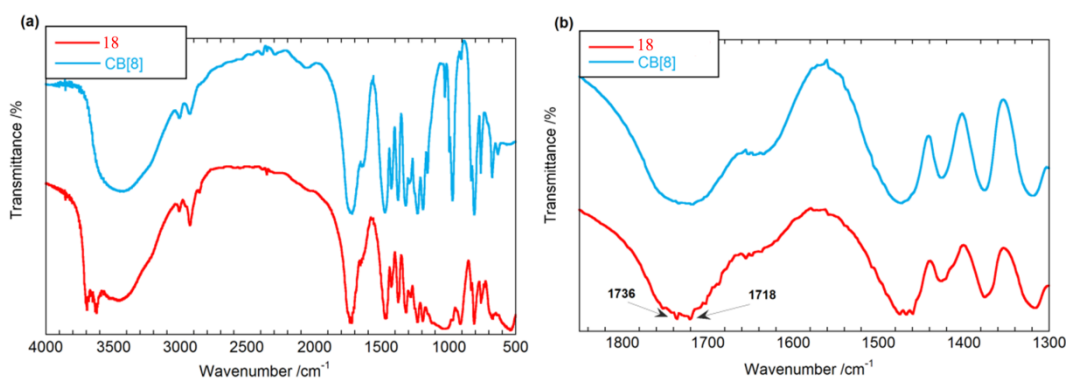 (a)
18
CB[8]
Transmittance /%
4000 3500 3000 2500 2000 1500 1000 500
Wavenumber /cm⁻¹
(b)
18
CB[8]
Transmittance /%
1736
1718
1800 1700 1600 1500 1400 1300
Wavenumber /cm⁻¹